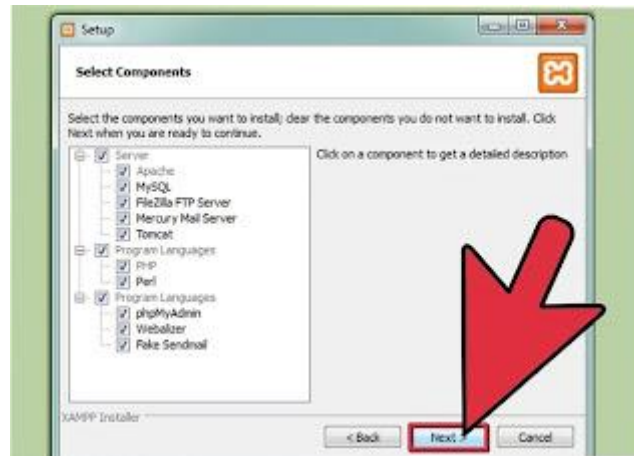 Setup
Select Components
Select the components you want to install; clear the components you do not want to install. Click
Next when you are ready to continue.
Server
Apache
MySQL
FileZilla FTP Server
Mercury Mail Server
Tomcat
Program Languages
PHP
Perl
Program Languages
phpMyAdmin
Webalizer
Fake Sendmail
Click on a component to get a detailed description
XAMPP Installer
< Back
Next >
Cancel